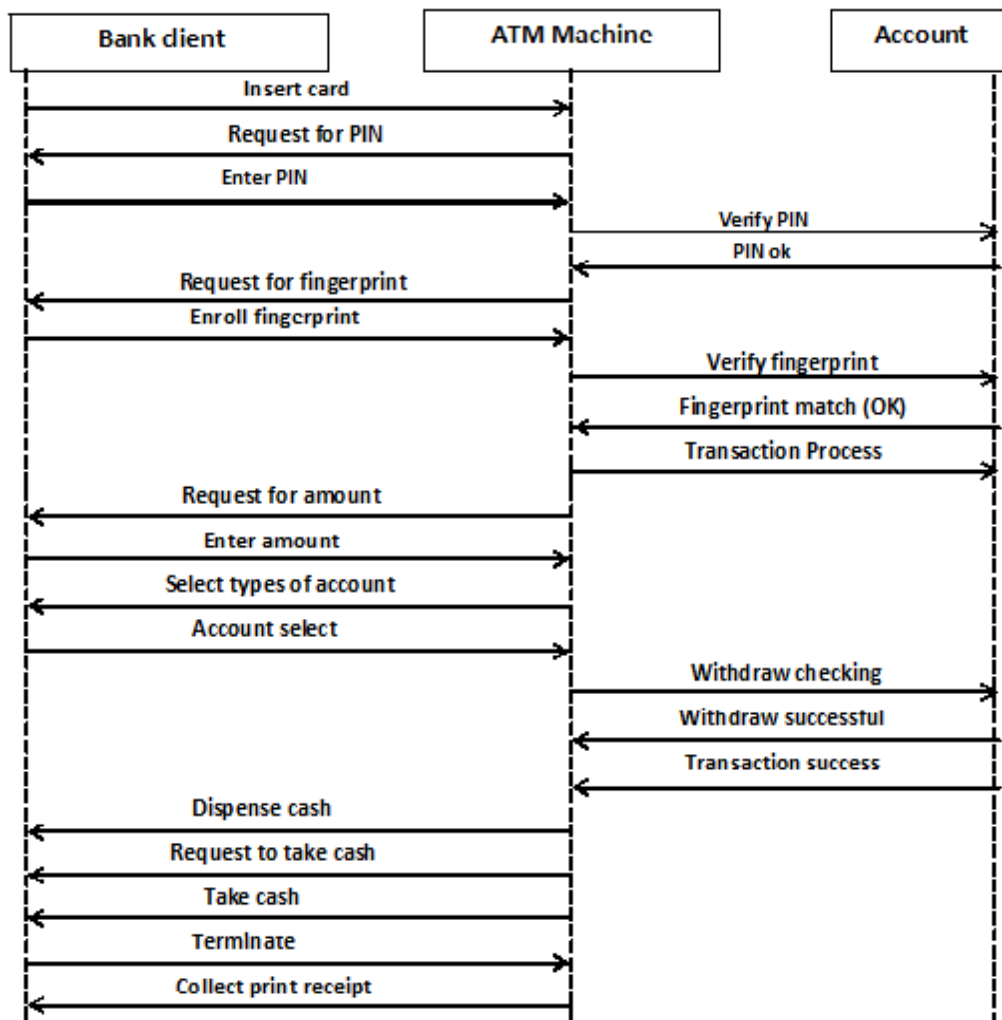 Bank client
ATM Machine
Account
Insert card
Request for PIN
Enter PIN
Verify PIN
PIN ok
Request for fingerprint
Enroll fingerprint
Verify fingerprint
Fingerprint match (OK)
Transaction Process
Request for amount
Enter amount
Select types of account
Account select
Withdraw checking
Withdraw successful
Transaction success
Dispense cash
Request to take cash
Take cash
Terminate
Collect print receipt